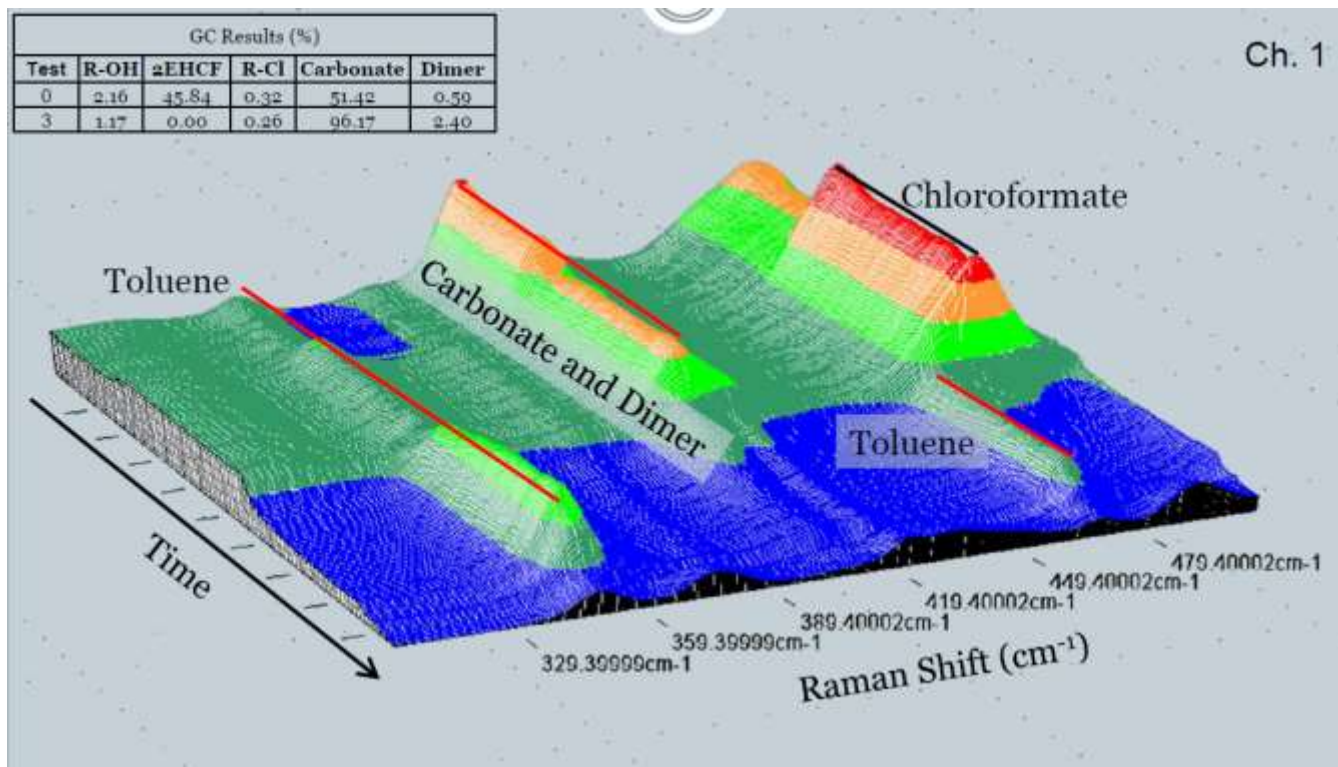 GC Results (%)
Test R-OH 2EHCF R-Cl Carbonate Dimer
0 2.16 45.84 0.32 51.42 0.59
3 1.17 0.00 0.26 96.17 2.40
Ch. 1
Chloroformate
Toluene
Carbonate and Dimer
Toluene
Time
479.40002cm-1
449.40002cm-1
419.40002cm-1
389.40002cm-1
359.39999cm-1
329.39999cm-1
Raman Shift (cm⁻¹)